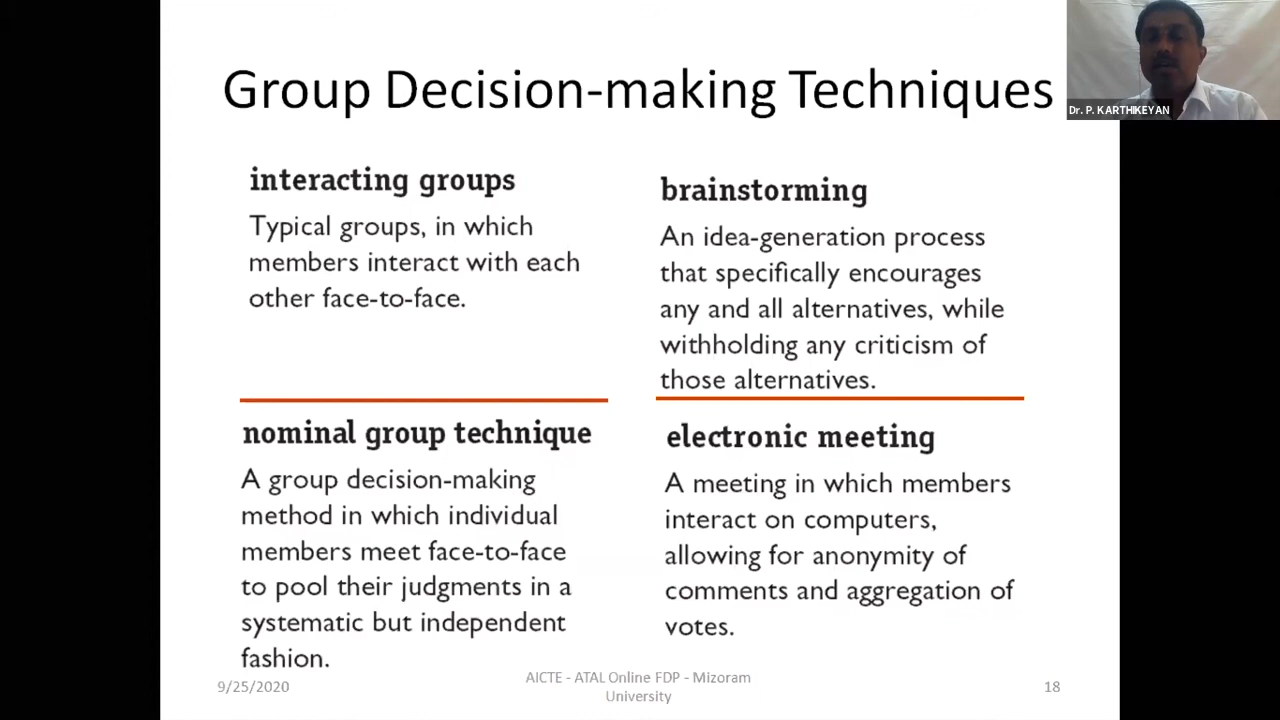 Group Decision-making Techniques
Dr. P. KARTHIKEYAN
interacting groups
Typical groups, in which
members interact with each
other face-to-face.
brainstorming
An idea-generation process
that specifically encourages
any and all alternatives, while
withholding any criticism of
those alternatives.
nominal group technique
A group decision-making
method in which individual
members meet face-to-face
to pool their judgments in a
systematic but independent
fashion.
electronic meeting
A meeting in which members
interact on computers,
allowing for anonymity of
comments and aggregation of
votes.
9/25/2020
AICTE - ATAL Online FDP - Mizoram
University
18